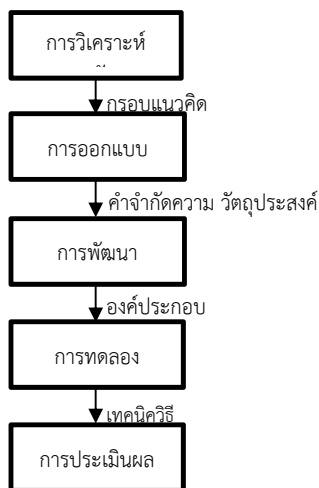 การวิเคราะห์
กรอบแนวคิด
การออกแบบ
คำจำกัดความ วัตถุประสงค์
การพัฒนา
องค์ประกอบ
การทดลอง
เทคนิควิธี
การประเมินผล